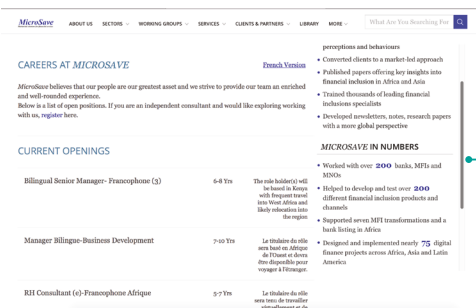 MicroSave
ABOUT US
SECTORS
WORKING GROUPS
SERVICES
CLIENTS & PARTNERS
LIBRARY
MORE
What Are You Searching For
CAREERS AT MICROSAVE
French Version
MicroSave believes that our people are our greatest asset and we strive to provide our team an enriched
and well-rounded experience.
Below is a list of open positions. If you are an independent consultant and would like exploring working
with us, register here.
CURRENT OPENINGS
Bilingual Senior Manager- Francophone (3)
6-8 Yrs
The role holder(s) will
be based in Kenya
with frequent travel
into West Africa and
likely relocation into
the region
Manager Bilingue-Business Development
7-10 Yrs
Le titulaire du rôle
sera basé en Afrique
de l'Ouest et devra
être disponible pour
voyager à l'étranger.
RH Consultant (e)-Francophone Afrique
5-7 Yrs
Le titulaire du rôle
sera tenu de travailler
perceptions and behaviours
Converted clients to a market-led approach
Published papers offering key insights into
financial inclusion in Africa and Asia
Trained thousands of leading financial
inclusions specialists
Developed newsletters, notes, research papers
with a more global perspective
MICROSAVE IN NUMBERS
Worked with over 200 banks, MFIs and
MNOs
Helped to develop and test over 200
different financial inclusion products and
channels
Supported seven MFI transformations and a
bank listing in Africa
Designed and implemented nearly 75 digital
finance projects across Africa, Asia and Latin
America